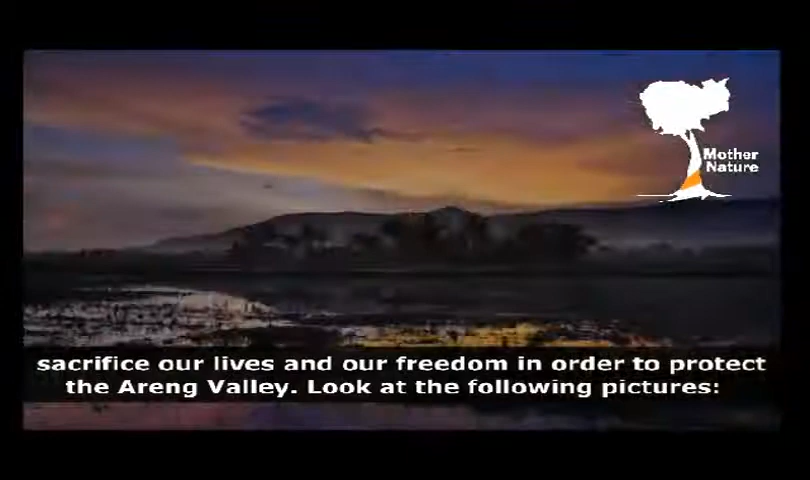 Mother
Nature
sacrifice our lives and our freedom in order to protect
the Areng Valley. Look at the following pictures: